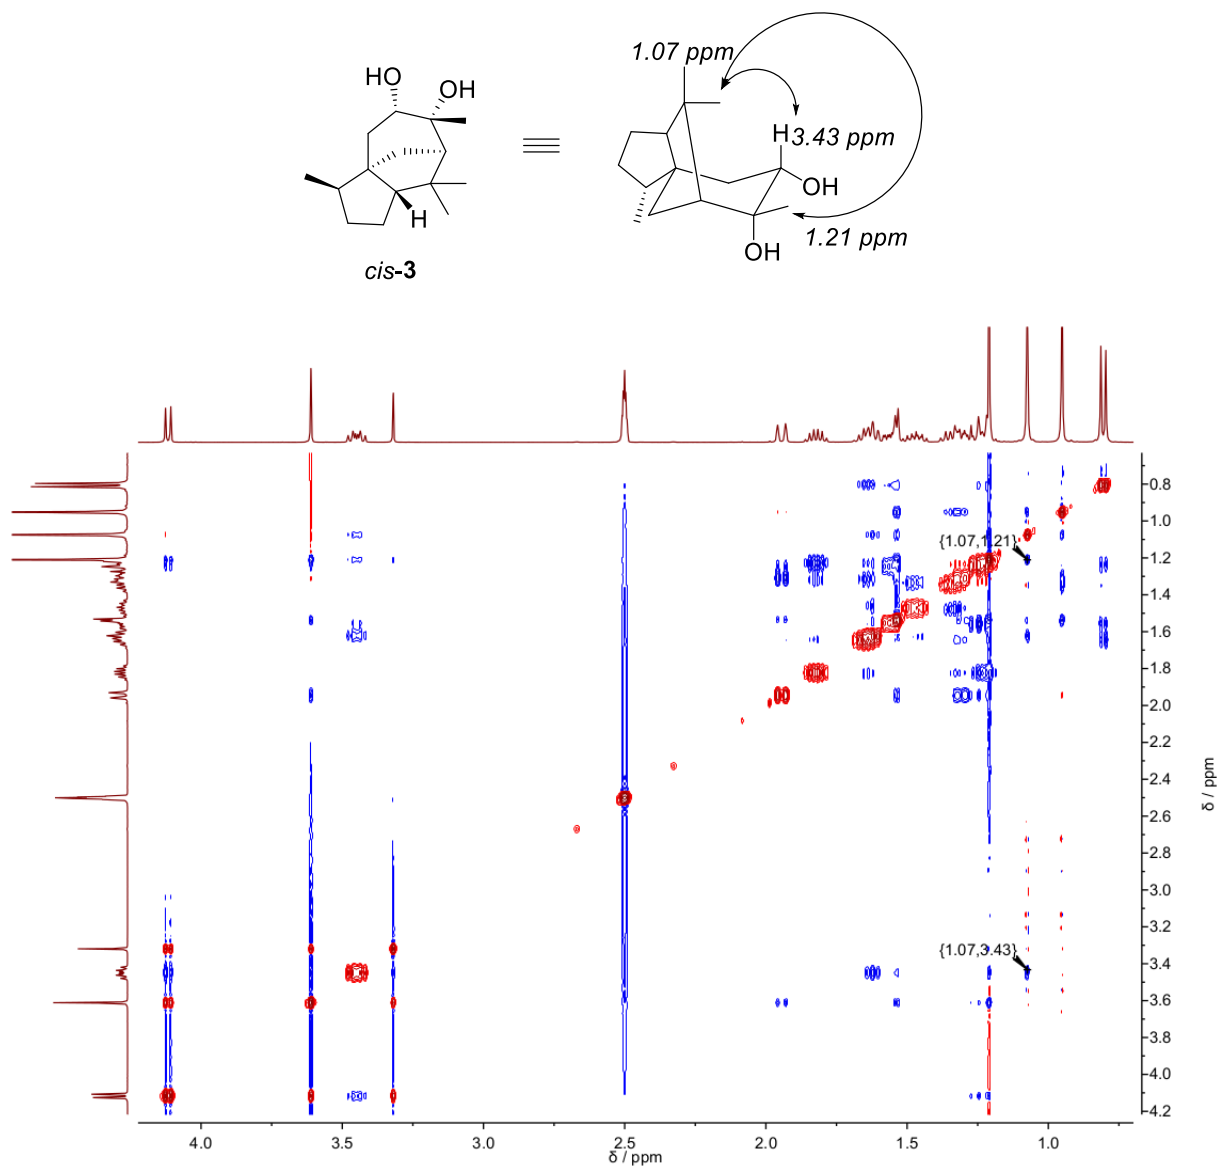 1.07 ppm
HO
OH
H 3.43 ppm
OH
H
1.21 ppm
OH
cis-3
{1.07,1.21}
{1.07,3.43}
0.8
1.0
1.2
1.4
1.6
1.8
2.0
2.2
2.4
2.6
2.8
3.0
3.2
3.4
3.6
3.8
4.0
4.2
δ / ppm
4.0 3.5 3.0 2.5 2.0 1.5 1.0
δ / ppm